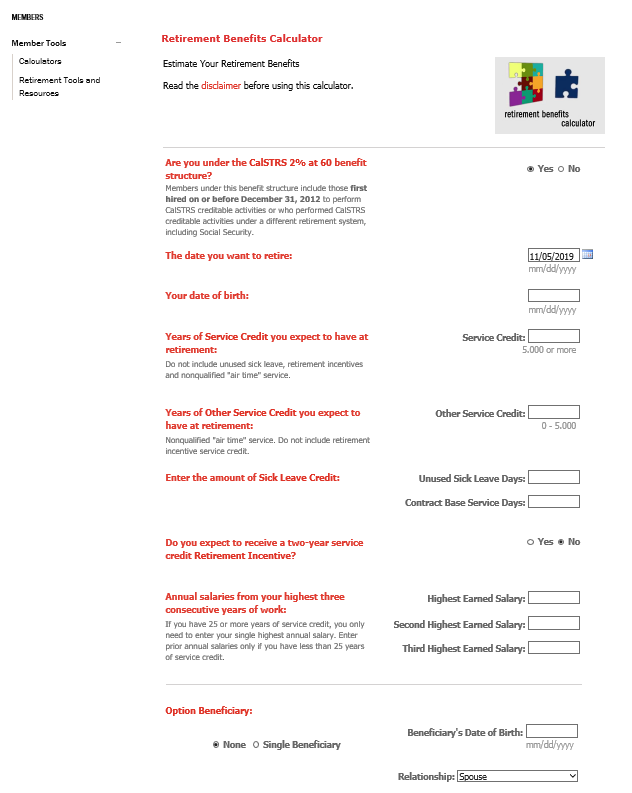 MEMBERS
Member Tools –
Calculators
Retirement Tools and
Resources
Retirement Benefits Calculator
Estimate Your Retirement Benefits
Read the disclaimer before using this calculator.
retirement benefits
calculator
Are you under the CalSTRS 2% at 60 benefit
structure?
Yes No
Members under this benefit structure include those first
hired on or before December 31, 2012 to perform
CalSTRS creditable activities or who performed CalSTRS
creditable activities under a different retirement system,
including Social Security.
The date you want to retire:
11/05/2019
mm/dd/yyyy
Your date of birth:
mm/dd/yyyy
Years of Service Credit you expect to have at
retirement:
Do not include unused sick leave, retirement incentives
and nonqualified "air time" service.
Service Credit:
5.000 or more
Years of Other Service Credit you expect to
have at retirement:
Nonqualified "air time" service. Do not include retirement
incentive service credit.
Other Service Credit:
0 - 5.000
Enter the amount of Sick Leave Credit:
Unused Sick Leave Days:
Contract Base Service Days:
Do you expect to receive a two-year service
credit Retirement Incentive?
Yes No
Annual salaries from your highest three
consecutive years of work:
If you have 25 or more years of service credit, you only
need to enter your single highest annual salary. Enter
prior annual salaries only if you have less than 25 years
of service credit.
Highest Earned Salary:
Second Highest Earned Salary:
Third Highest Earned Salary:
Option Beneficiary:
None Single Beneficiary
Beneficiary's Date of Birth:
mm/dd/yyyy
Relationship: Spouse